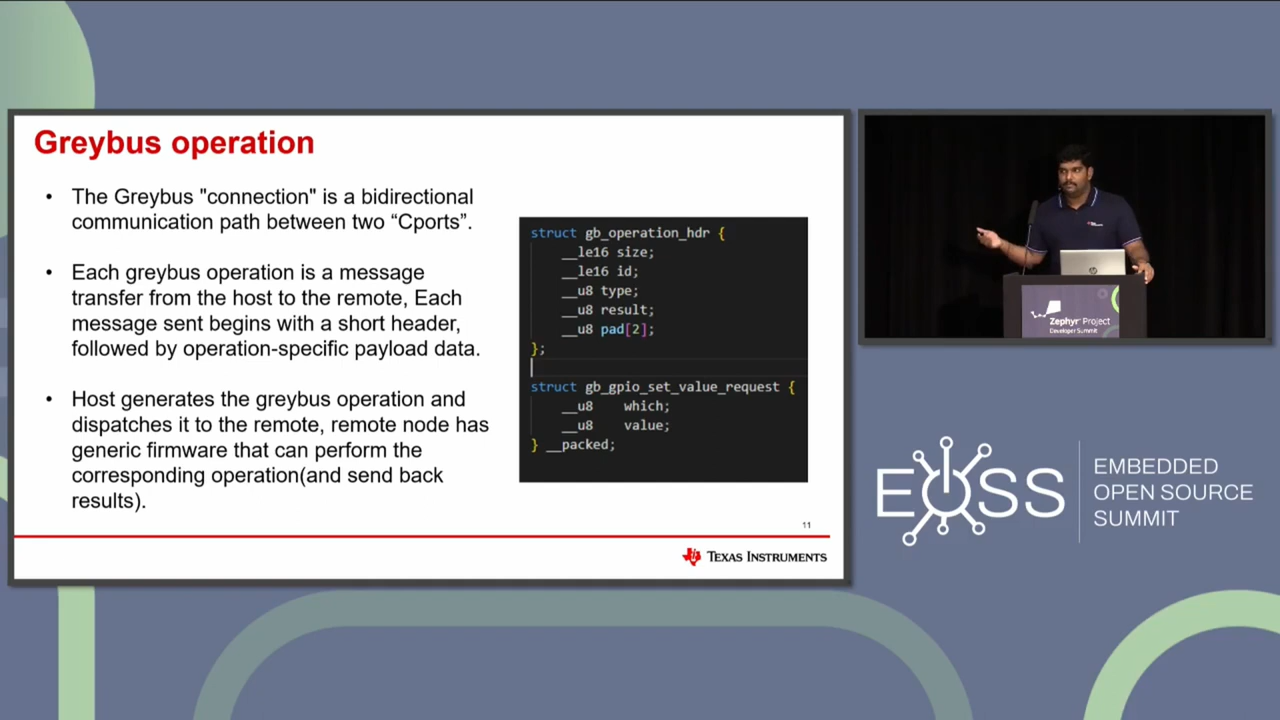 Greybus operation
• The Greybus "connection" is a bidirectional
communication path between two “Cports”.
• Each greybus operation is a message
transfer from the host to the remote, Each
message sent begins with a short header,
followed by operation-specific payload data.
• Host generates the greybus operation and
dispatches it to the remote, remote node has
generic firmware that can perform the
corresponding operation(and send back
results).
struct gb_operation_hdr {
__le16 size;
__le16 id;
__u8 type;
__u8 result;
__u8 pad[2];
};
struct gb_gpio_set_value_request {
__u8 which;
__u8 value;
} __packed;
11
TEXAS INSTRUMENTS
hp
Zephyr Project
Developer Summit
EOSS
EMBEDDED
OPEN SOURCE
SUMMIT